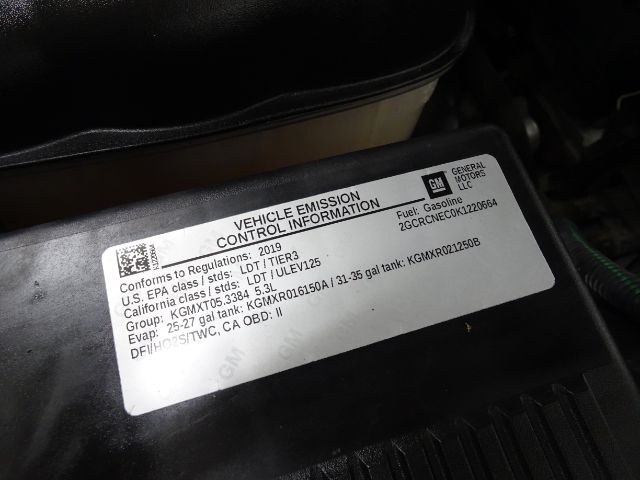 VEHICLE EMISSION
CONTROL INFORMATION
GM
GENERAL
MOTORS
LLC
Conforms to Regulations: 2019
Fuel: Gasoline
U.S. EPA class / stds: LDT / TIER3
2GCRCNEC0K1220664
California class / stds: LDT / ULEV125
Group: KGMXT05.3384 5.3L
Evap: 25-27 gal tank: KGMXR016150A / 31-35 gal tank: KGMXR021250B
DFI/HO2S/TWC, CA OBD: II